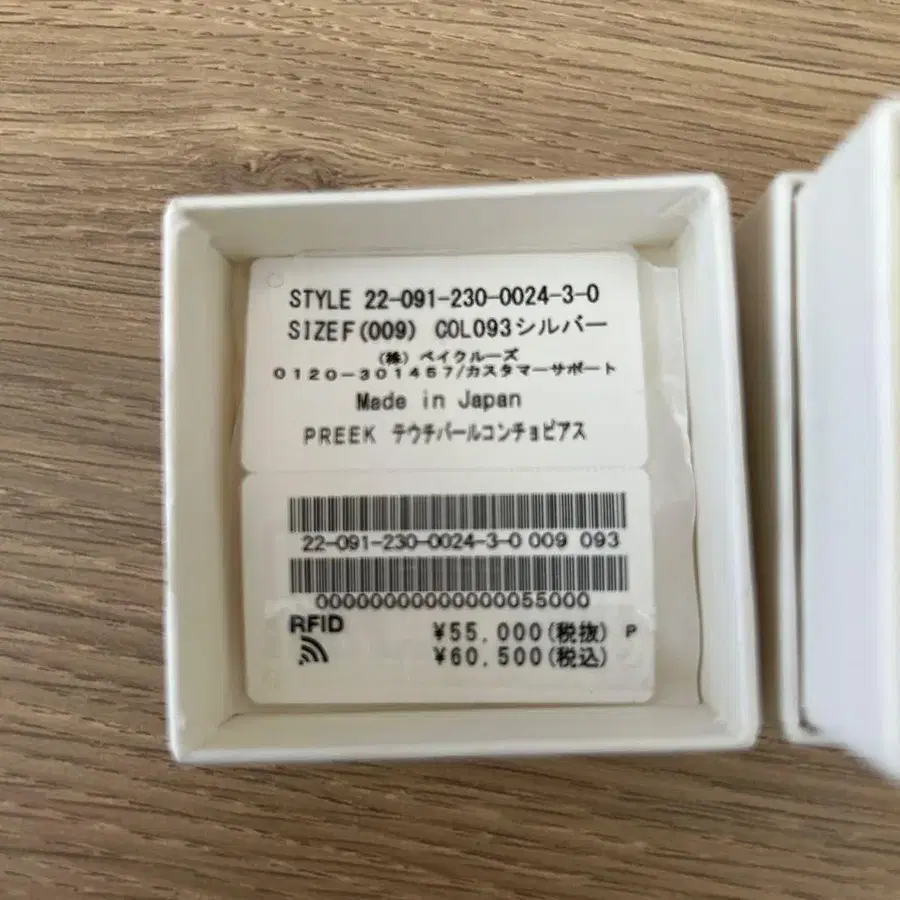 STYLE 22-091-230-0024-3-0
SIZEF(009) COL093シルバー
(株)ベイクルーズ
0120-301457/カスタマーサポート
Made in Japan
PREEK テウチパールコンチョピアス
22-091-230-0024-3-0 009 093
000000000000000055000
RFID
¥55,000(税抜) P
¥60,500(税込)